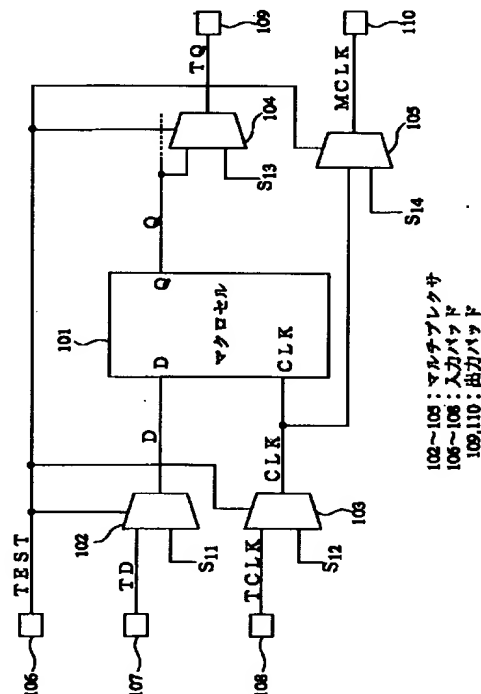 106
TEST
107
TD
102
S11
D
108
TCLK
103
S12
CLK
101
D
Q
マクロセル
CLK
Q
S13
104
TQ
109
S14
105
MCLK
110
102~105:マルチプレクサ
106~108:入力パッド
109,110:出力パッド